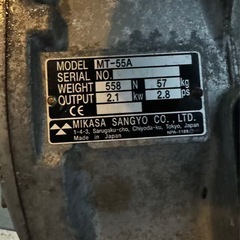 MODEL MT-55A
SERIAL NO.
WEIGHT 558 N 57 kg
OUTPUT 2.1 kw 2.8 ps
MIKASA SANGYO CO., LTD.
1-4-3, Sarugaku-cho, Chiyoda-ku, Tokyo, Japan
Made in Japan